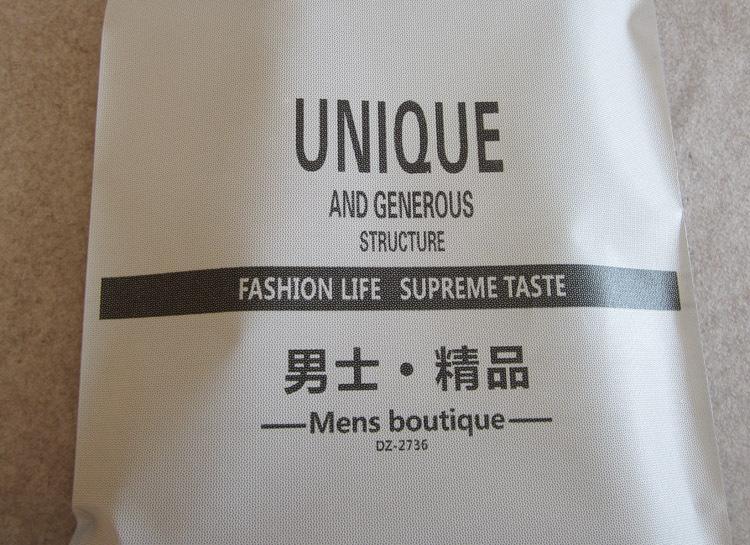 UNIQUE
AND GENEROUS
STRUCTURE
FASHION LIFE SUPREME TASTE
男士·精品
Mens boutique
DZ-2736